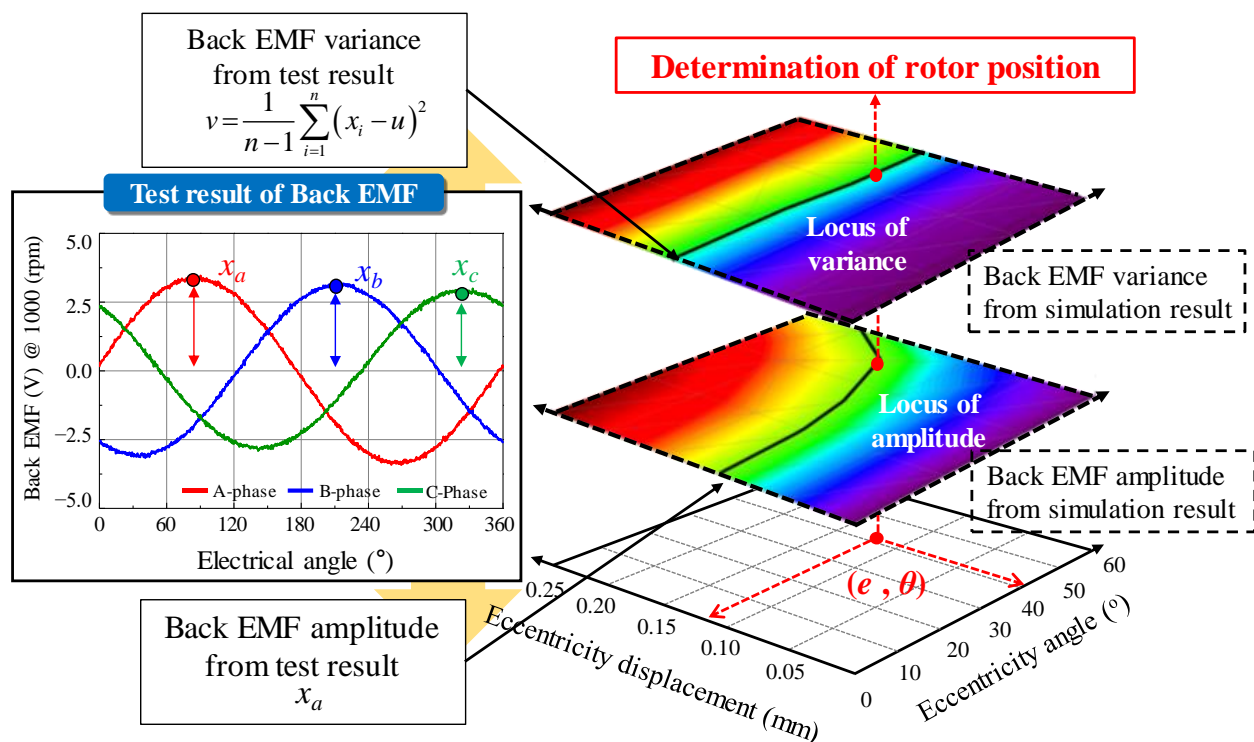 Back EMF variance
from test result
v = \frac{1}{n-1} \sum_{i=1}^{n} (x_i - u)^2
Determination of rotor position
Test result of Back EMF
Back EMF (V) @ 1000 (rpm)
5.0
2.5
0.0
−2.5
−5.0
x_a
x_b
x_c
A-phase
B-phase
C-Phase
0 60 120 180 240 300 360
Electrical angle (°)
Back EMF amplitude
from test result
x_a
Locus of
variance
Back EMF variance
from simulation result
Locus of
amplitude
Back EMF amplitude
from simulation result
(e , θ)
0.25
0.20
0.15
0.10
0.05
0
10
20
30
40
50
60
Eccentricity displacement (mm)
Eccentricity angle (°)